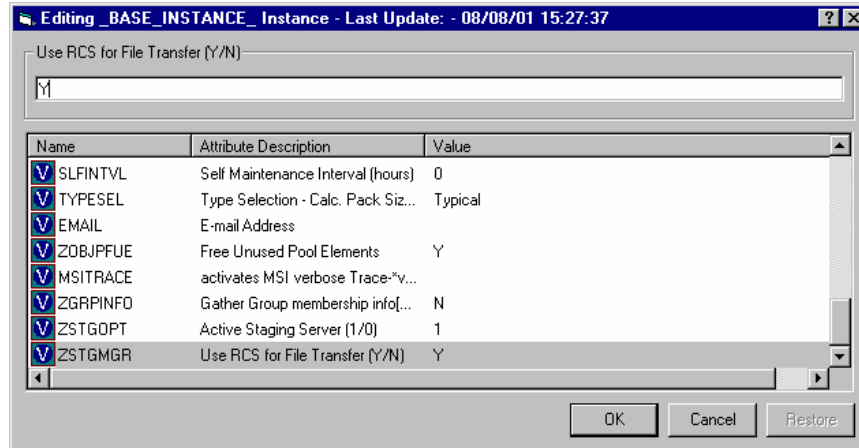 Editing _BASE_INSTANCE_ Instance - Last Update: - 08/08/01 15:27:37
Use RCS for File Transfer (Y/N)
Y
Name Attribute Description Value
V SLFINTVL Self Maintenance Interval (hours) 0
V TYPESEL Type Selection - Calc. Pack Siz... Typical
V EMAIL E-mail Address
V ZOBJPFUE Free Unused Pool Elements Y
V MSITRACE activates MSI verbose Trace-*v...
V ZGRPINFO Gather Group membership info[... N
V ZSTGOPT Active Staging Server (1/0) 1
V ZSTGMGR Use RCS for File Transfer (Y/N) Y
OK Cancel Restore